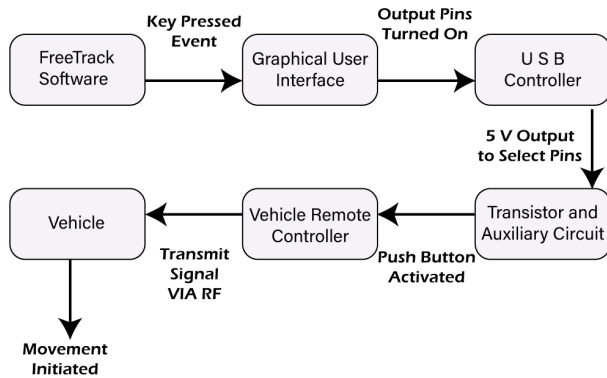 Key Pressed
Event
Output Pins
Turned On
FreeTrack
Software
Graphical User
Interface
U S B
Controller
5 V Output
to Select Pins
Vehicle
Vehicle Remote
Controller
Transistor and
Auxiliary Circuit
Transmit
Signal
VIA RF
Push Button
Activated
Movement
Initiated